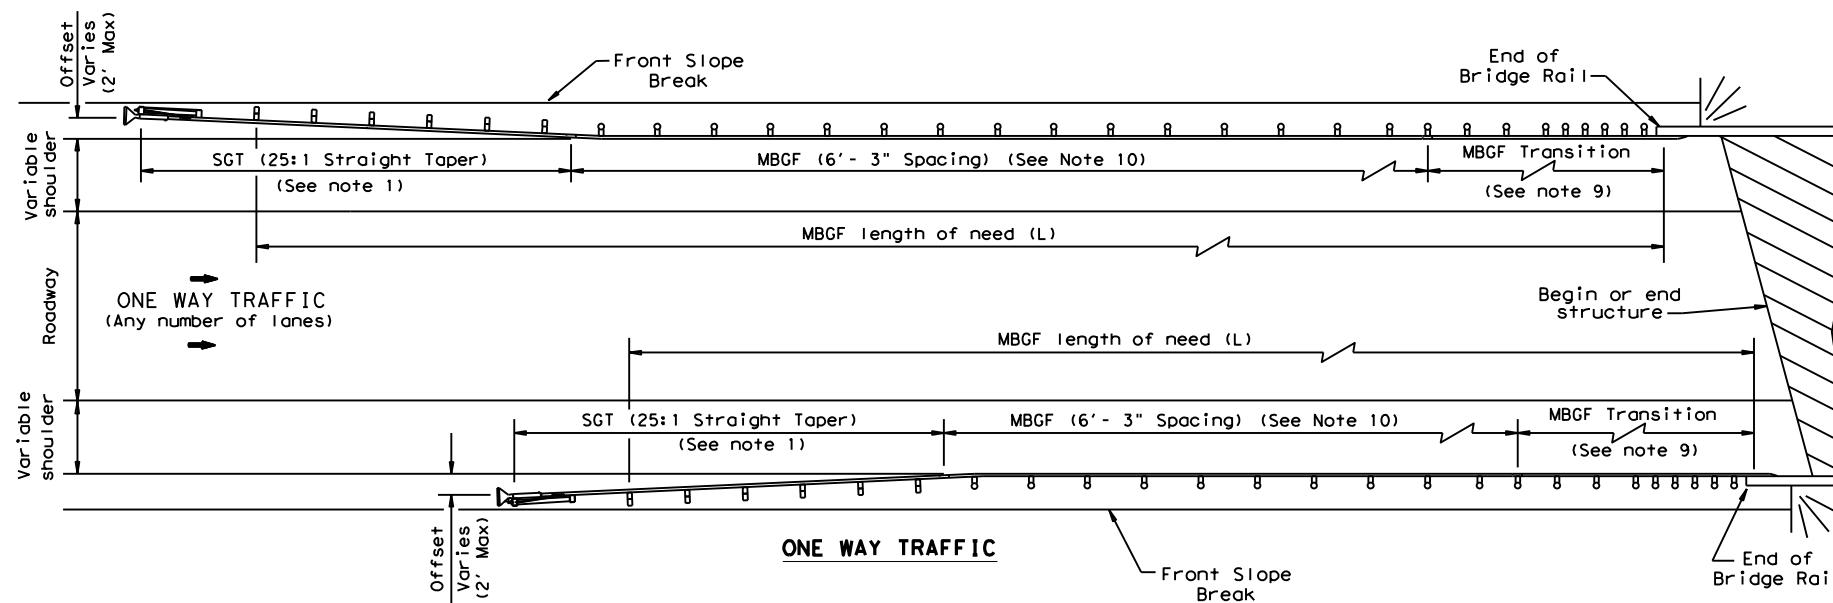 Offset
Varies
(2' Max)
Front Slope
Break
End of
Bridge Rail
Variable
shoulder
SGT (25:1 Straight Taper)
(See note 1)
MBGF (6'- 3" Spacing) (See Note 10)
MBGF Transition
(See note 9)
MBGF length of need (L)
Roadway
ONE WAY TRAFFIC
(Any number of lanes)
Begin or end
structure
MBGF length of need (L)
Variable
shoulder
SGT (25:1 Straight Taper)
(See note 1)
MBGF (6'- 3" Spacing) (See Note 10)
MBGF Transition
(See note 9)
Offset
Varies
(2' Max)
ONE WAY TRAFFIC
Front Slope
Break
End of
Bridge Rai